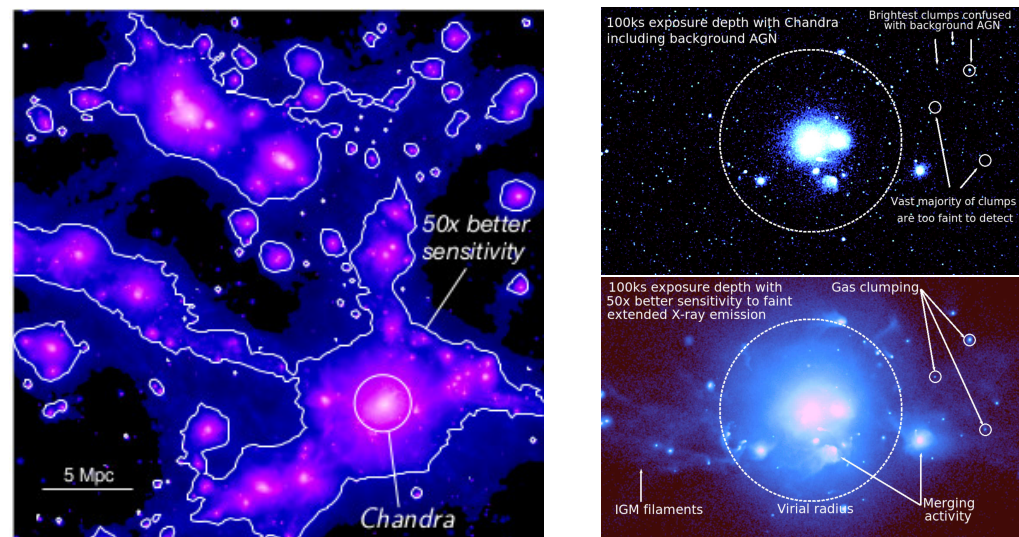 50x better
sensitivity
5 Mpc
Chandra
100ks exposure depth with Chandra
including background AGN
Brightest clumps confused
with background AGN
Vast majority of clumps
are too faint to detect
100ks exposure depth with
50x better sensitivity to faint
extended X-ray emission
Gas clumping
IGM filaments
Virial radius
Merging
activity